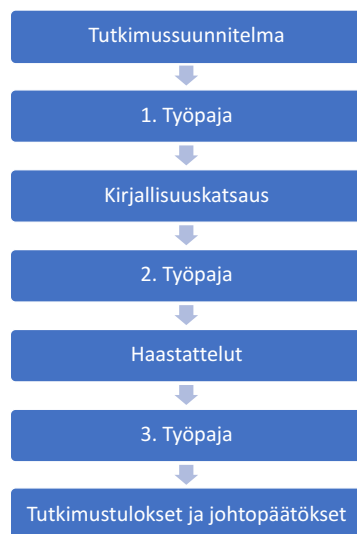 Tutkimussuunnitelma
1. Työpaja
Kirjallisuuskatsaus
2. Työpaja
Haastattelut
3. Työpaja
Tutkimustulokset ja johtopäätökset